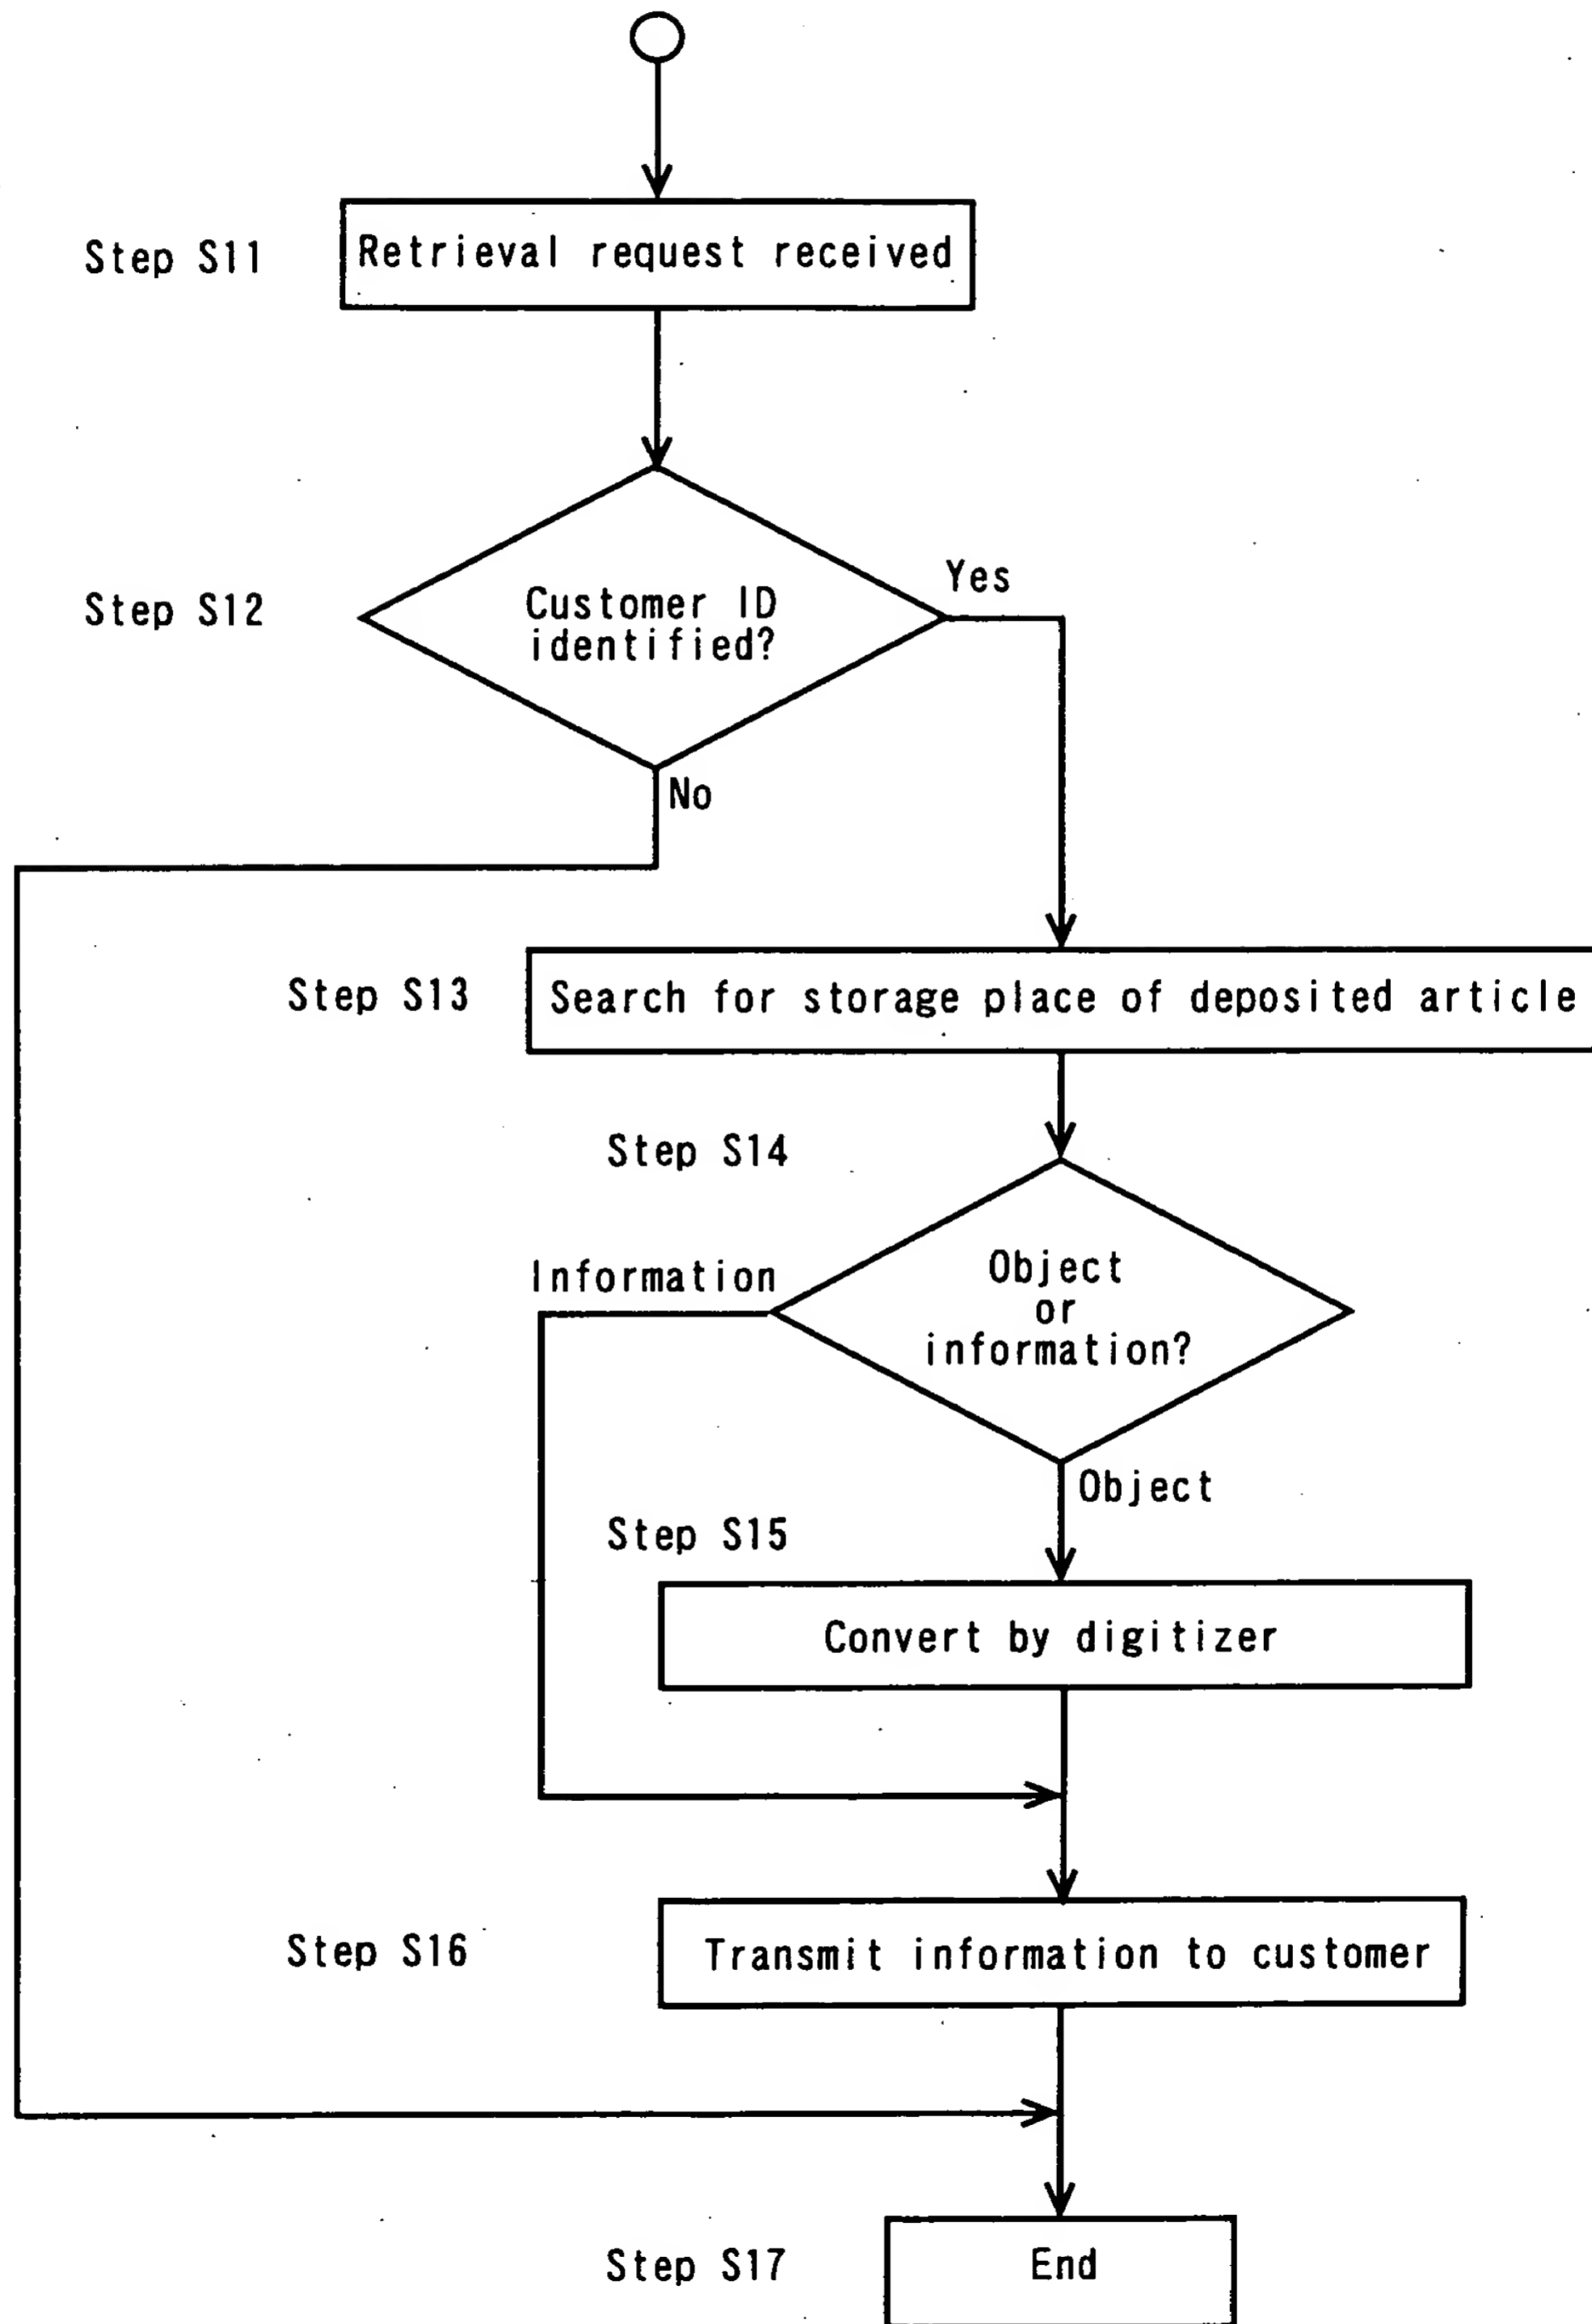 Step S11
Retrieval request received
Step S12
Customer ID
identified?
Yes
No
Step S13
Search for storage place of deposited article
Step S14
Information
Object
or
information?
Object
Step S15
Convert by digitizer
Step S16
Transmit information to customer
Step S17
End